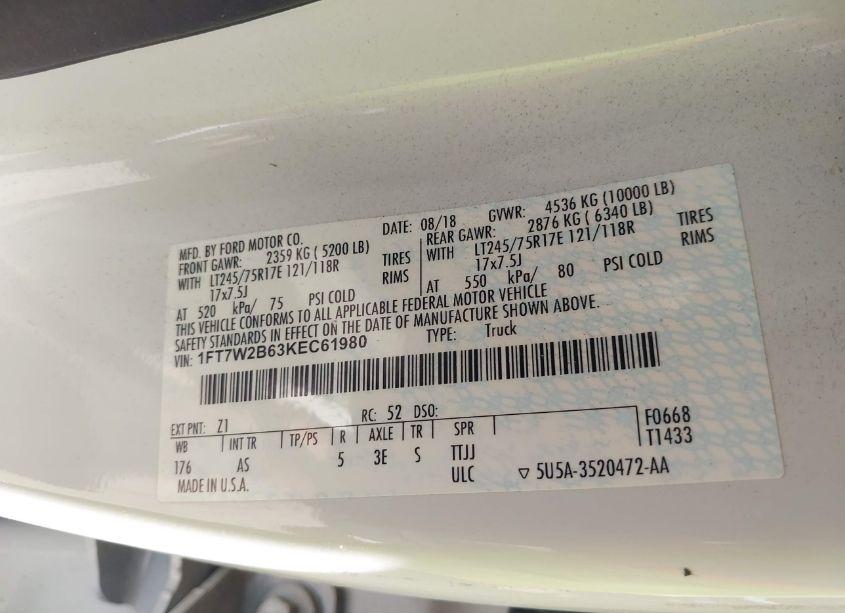 MFD. BY FORD MOTOR CO. DATE: 08/18 GVWR: 4536 KG (10000 LB)
FRONT GAWR: 2359 KG ( 5200 LB) REAR GAWR: 2876 KG ( 6340 LB)
WITH LT245/75R17E 121/118R TIRES WITH LT245/75R17E 121/118R TIRES
17x7.5J RIMS 17x7.5J RIMS
AT 520 kPa/ 75 PSI COLD AT 550 kPa/ 80 PSI COLD
THIS VEHICLE CONFORMS TO ALL APPLICABLE FEDERAL MOTOR VEHICLE
SAFETY STANDARDS IN EFFECT ON THE DATE OF MANUFACTURE SHOWN ABOVE.
VIN: 1FT7W2B63KEC61980 TYPE: Truck
EXT PNT: Z1 RC: 52 DSO: F0668
WB INT TR TP/PS R AXLE TR SPR T1433
176 AS 5 3E S TTJJ
MADE IN U.S.A. ULC ▽ 5U5A-3520472-AA